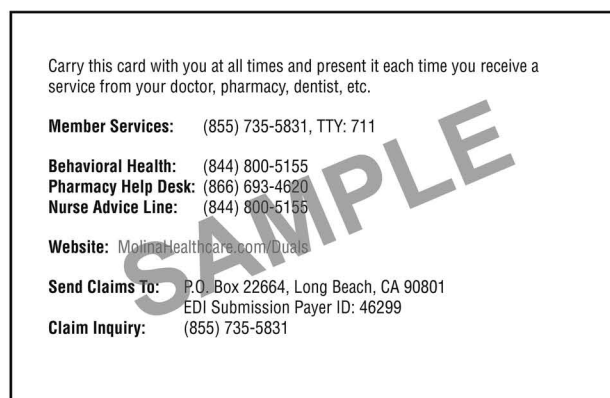 Carry this card with you at all times and present it each time you receive a
service from your doctor, pharmacy, dentist, etc.
Member Services: (855) 735-5831, TTY: 711
Behavioral Health: (844) 800-5155
Pharmacy Help Desk: (866) 693-4620
Nurse Advice Line: (844) 800-5155
Website: MolinaHealthcare.com/Duals
Send Claims To: P.O. Box 22664, Long Beach, CA 90801
EDI Submission Payer ID: 46299
Claim Inquiry: (855) 735-5831
SAMPLE